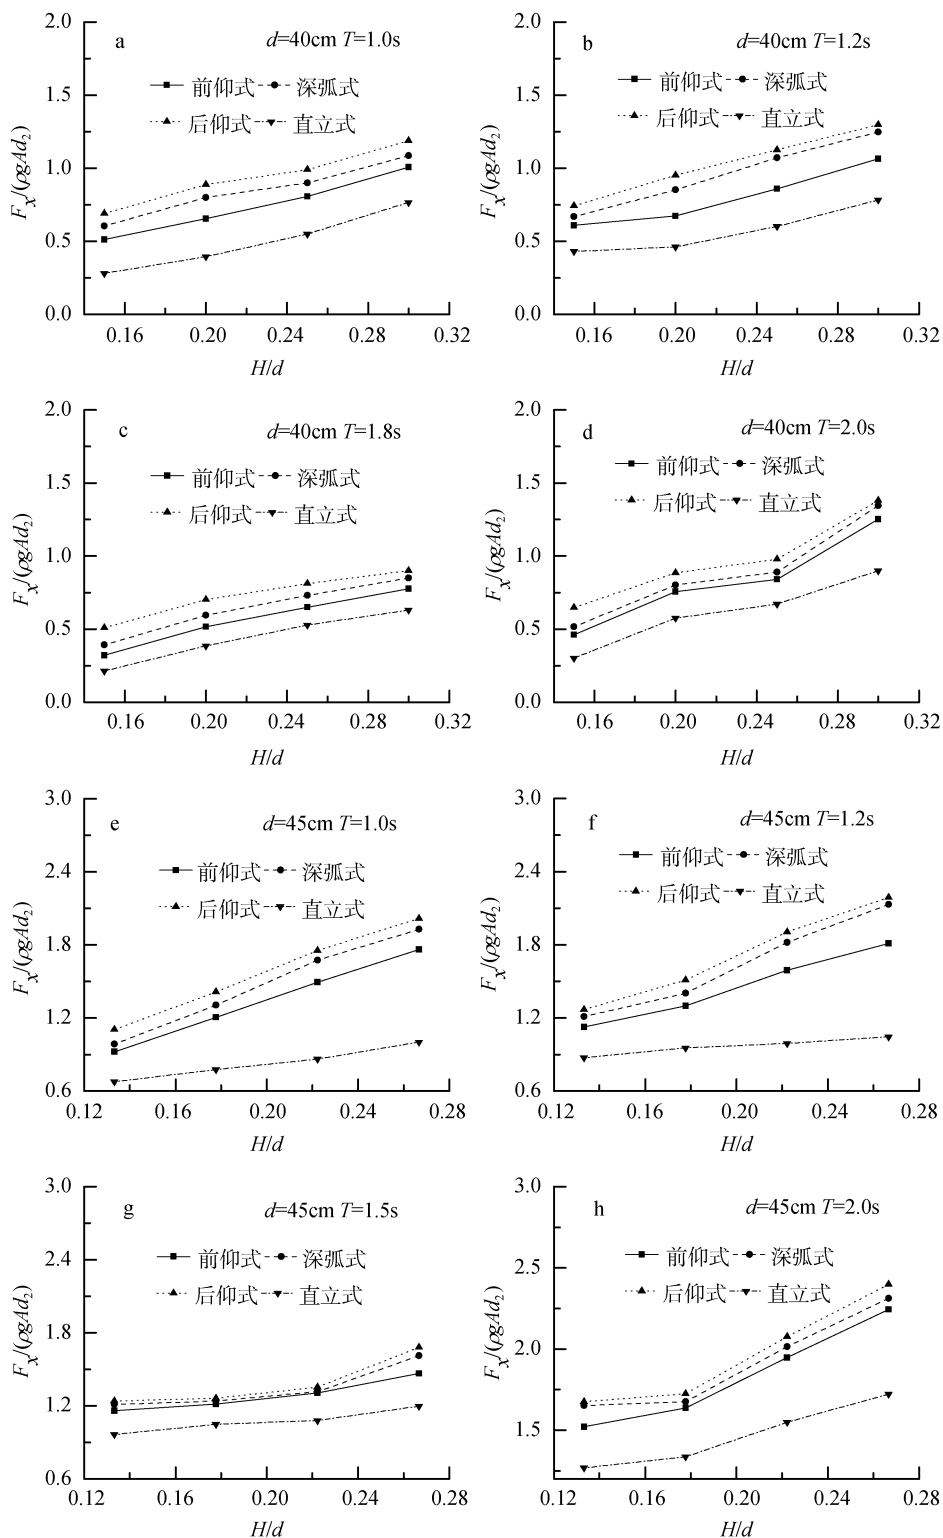 a
d=40cm T=1.0s
前仰式 深弧式
后仰式 直立式
2.0
1.5
1.0
0.5
0.0
Fx/(ρgAd2)
0.16 0.20 0.24 0.28 0.32
H/d
b
d=40cm T=1.2s
前仰式 深弧式
后仰式 直立式
2.0
1.5
1.0
0.5
0.0
Fx/(ρgAd2)
0.16 0.20 0.24 0.28 0.32
H/d
c
d=40cm T=1.8s
前仰式 深弧式
后仰式 直立式
2.0
1.5
1.0
0.5
0.0
Fx/(ρgAd2)
0.16 0.20 0.24 0.28 0.32
H/d
d
d=40cm T=2.0s
前仰式 深弧式
后仰式 直立式
2.0
1.5
1.0
0.5
0.0
Fx/(ρgAd2)
0.16 0.20 0.24 0.28 0.32
H/d
e
d=45cm T=1.0s
前仰式 深弧式
后仰式 直立式
3.0
2.4
1.8
1.2
0.6
Fx/(ρgAd2)
0.12 0.16 0.20 0.24 0.28
H/d
f
d=45cm T=1.2s
前仰式 深弧式
后仰式 直立式
3.0
2.4
1.8
1.2
0.6
Fx/(ρgAd2)
0.12 0.16 0.20 0.24 0.28
H/d
g
d=45cm T=1.5s
前仰式 深弧式
后仰式 直立式
3.0
2.4
1.8
1.2
0.6
Fx/(ρgAd2)
0.12 0.16 0.20 0.24 0.28
H/d
h
d=45cm T=2.0s
前仰式 深弧式
后仰式 直立式
3.0
2.5
2.0
1.5
Fx/(ρgAd2)
0.12 0.16 0.20 0.24 0.28
H/d